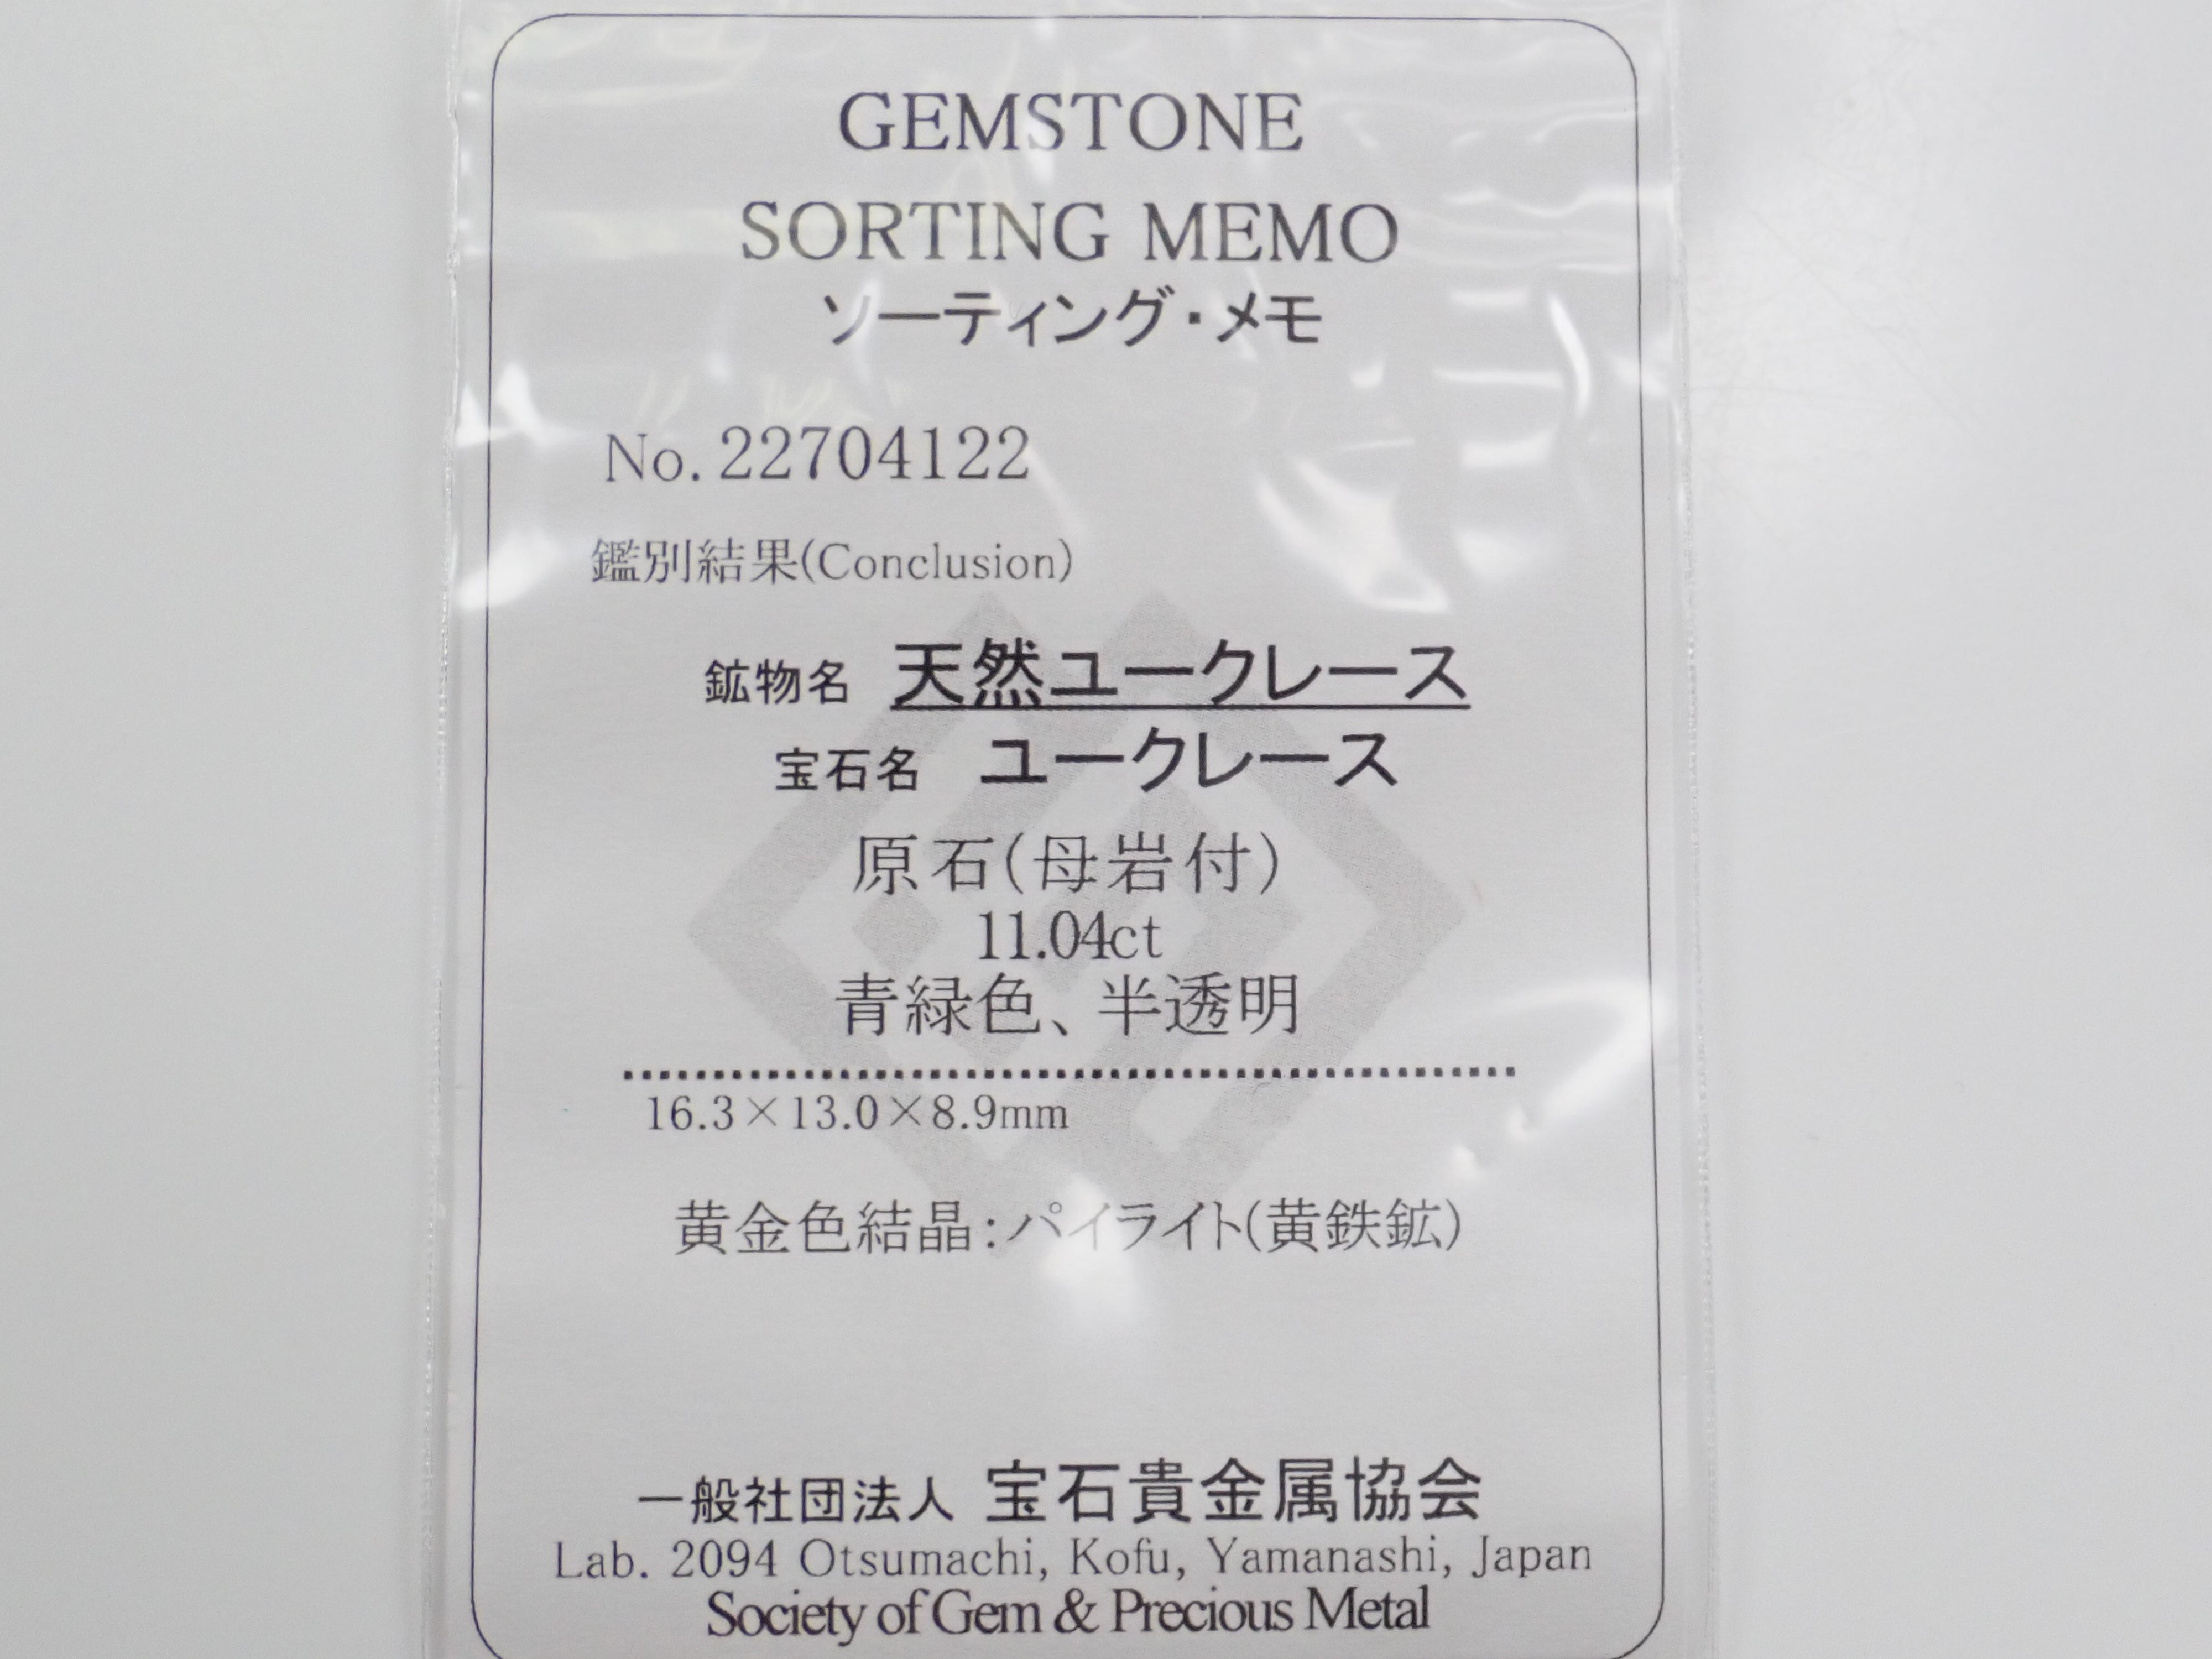 GEMSTONE
SORTING MEMO
ソーティング・メモ
No. 22704122
鑑別結果(Conclusion)
鉱物名 天然ユークレース
宝石名 ユークレース
原石(母岩付)
11.04ct
青緑色、半透明
16.3×13.0×8.9mm
黄金色結晶:パイライト(黄鉄鉱)
一般社団法人 宝石貴金属協会
Lab. 2094 Otsumachi, Kofu, Yamanashi, Japan
Society of Gem & Precious Metal